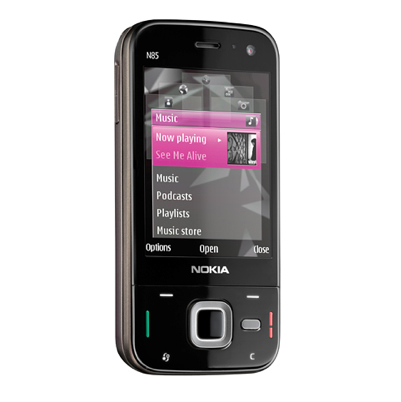 N85
Music
Now playing
See Me Alive
Music
Podcasts
Playlists
Music store
Options Open Close
NOKIA
C